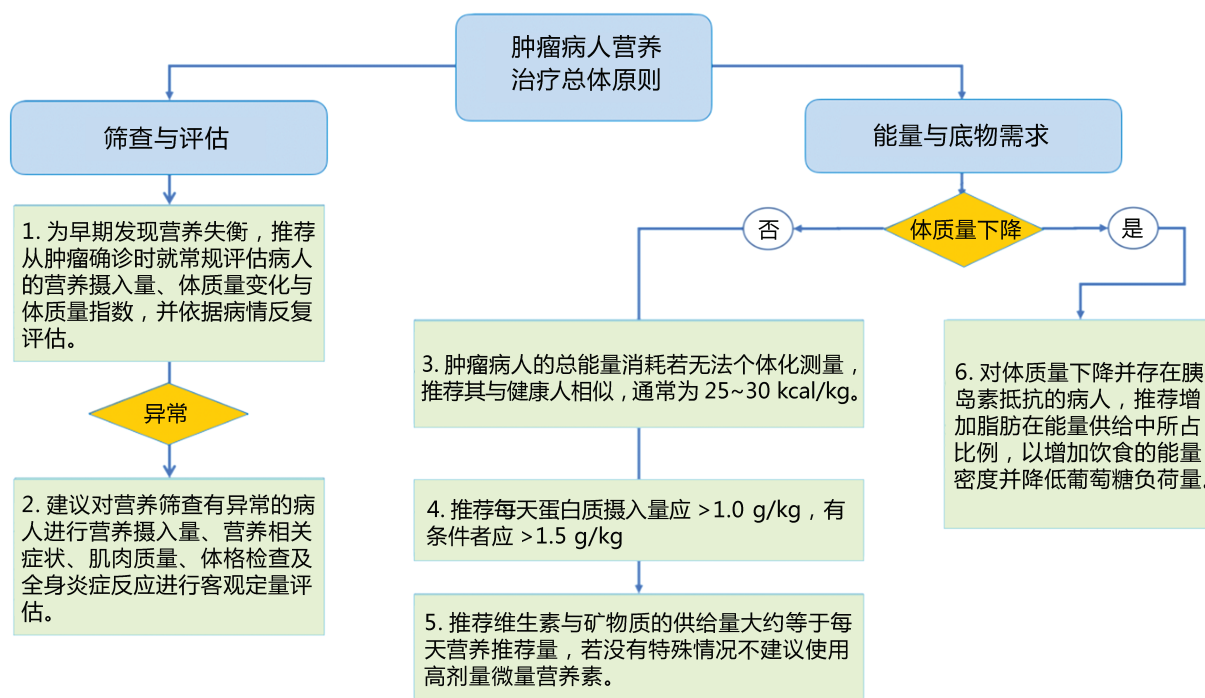 肿瘤病人营养
治疗总体原则
筛查与评估
1. 为早期发现营养失衡，推荐
从肿瘤确诊时就常规评估病人
的营养摄入量、体质量变化与
体质量指数，并依据病情反复
评估。
异常
2. 建议对营养筛查有异常的病
人进行营养摄入量、营养相关
症状、肌肉质量、体格检查及
全身炎症反应进行客观定量评
估。
能量与底物需求
体质量下降
否
是
3. 肿瘤病人的总能量消耗若无法个体化测量，
推荐其与健康人相似，通常为 25~30 kcal/kg。
4. 推荐每天蛋白质摄入量应 >1.0 g/kg，有
条件者应 >1.5 g/kg
5. 推荐维生素与矿物质的供给量大约等于每
天营养推荐量，若没有特殊情况不建议使用
高剂量微量营养素。
6. 对体质量下降并存在胰
岛素抵抗的病人，推荐增
加脂肪在能量供给中所占
比例，以增加饮食的能量
密度并降低葡萄糖负荷量。